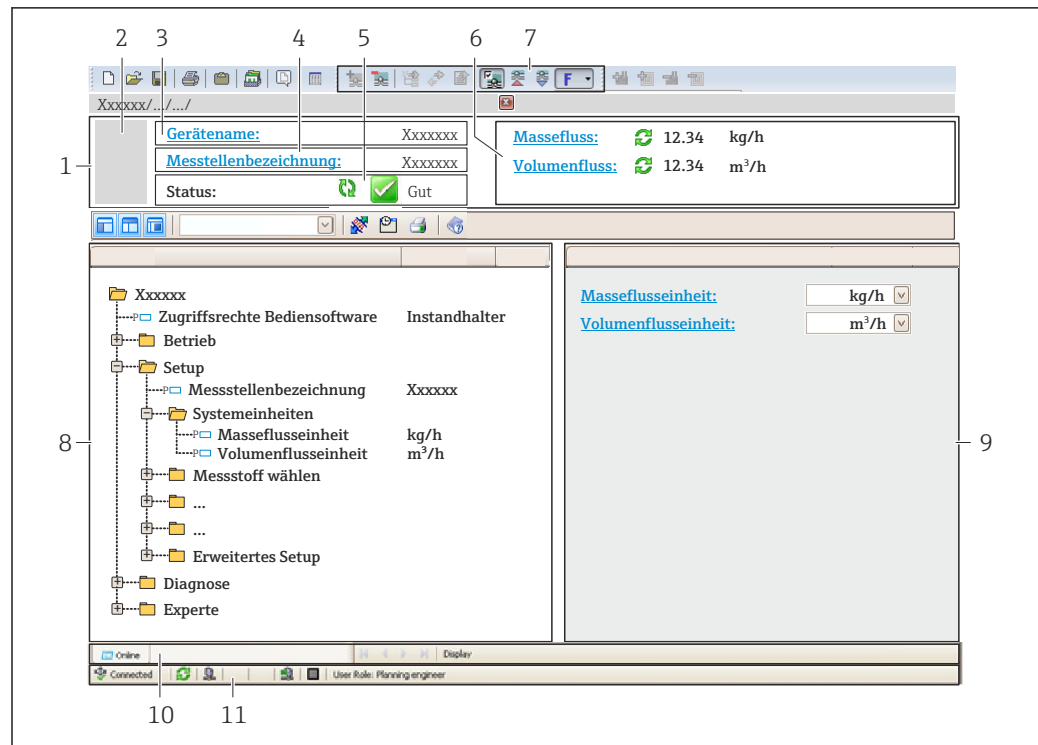 2 3 4 5 6 7
F
Xxxxxx/.../.../
1
Gerätename: Xxxxxxx
Messtellenbezeichnung: Xxxxxxx
Status: Gut
Massefluss: 12.34 kg/h
Volumenfluss: 12.34 m³/h
Xxxxxx
P Zugriffsrechte Bediensoftware Instandhalter
Betrieb
Setup
P Messstellenbezeichnung Xxxxxx
Systemeinheiten
P Masseflusseinheit kg/h
P Volumenflusseinheit m³/h
Messstoff wählen
...
...
Erweitertes Setup
Diagnose
Experte
8
Masseflusseinheit: kg/h
Volumenflusseinheit: m³/h
9
Online Display
Connected User Role: Planning engineer
10 11